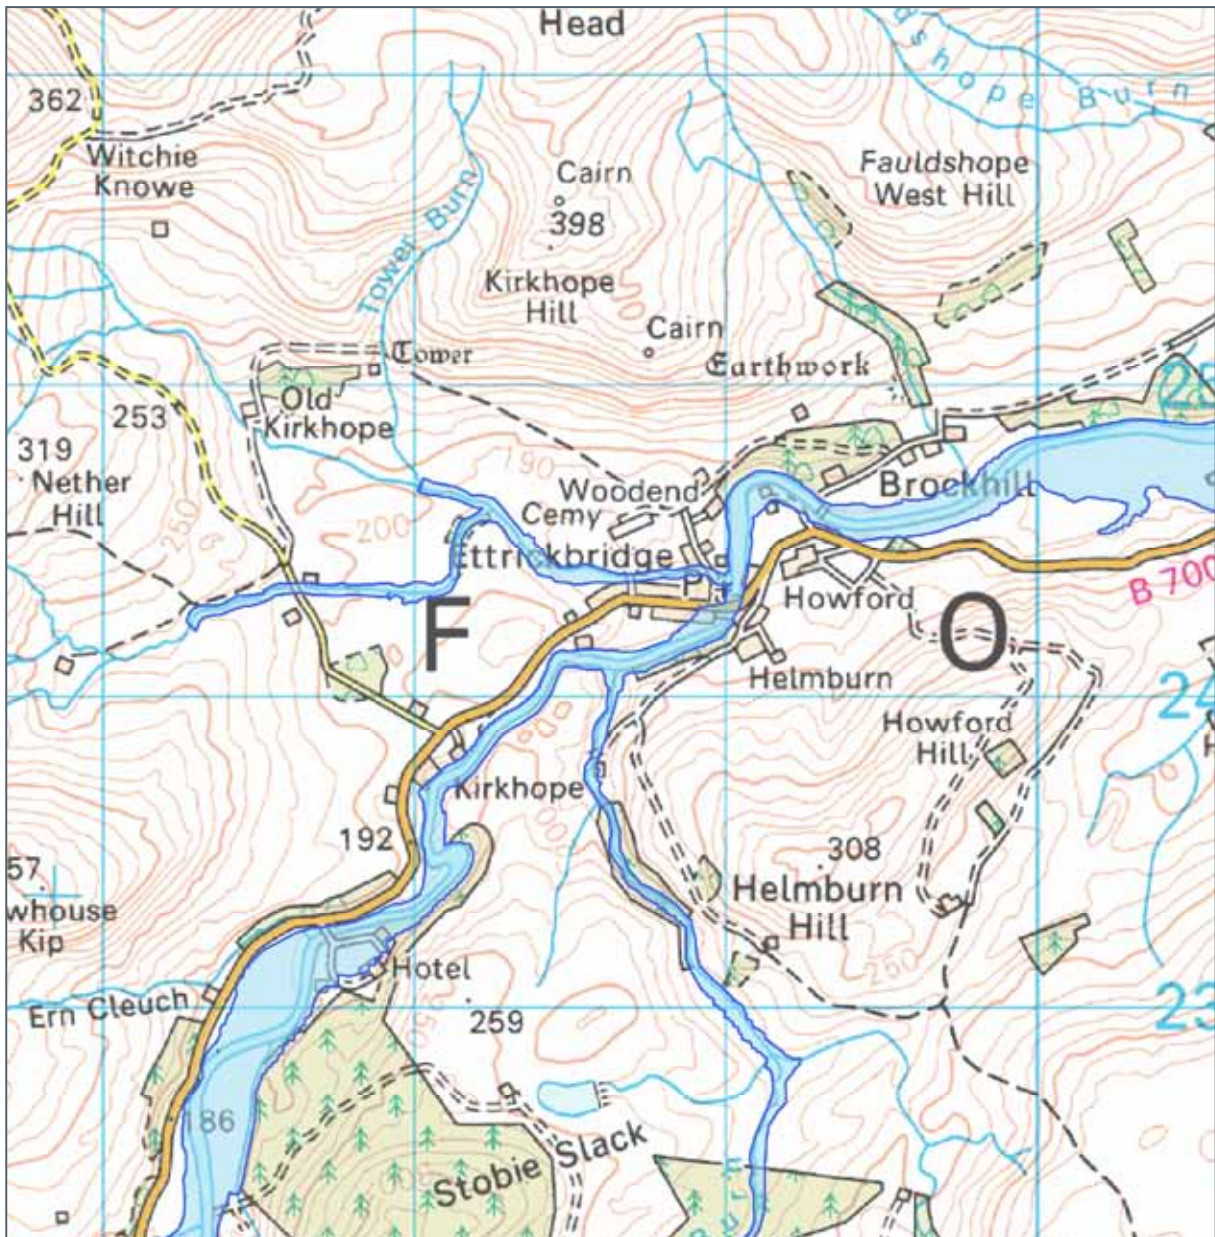 Head
362
Witchie
Knowe
Burn
Fauldshope
West Hill
Cairn
398
Tower Burn
Kirkhope
Hill
Cairn
Tower
Earthwork
Old
Kirkhope
253
319
Nether
Hill
250
190
200
Woodend
Cemy
Brockhill
Ettrickbridge
P
Howford
B 700
F
O
Helmburn
24
Howford
Hill
Kirkhope
192
308
57
Helmburn
Hill
whouse
Kip
250
Hotel
Ern Cleuch
259
23
186
Stobie Slack